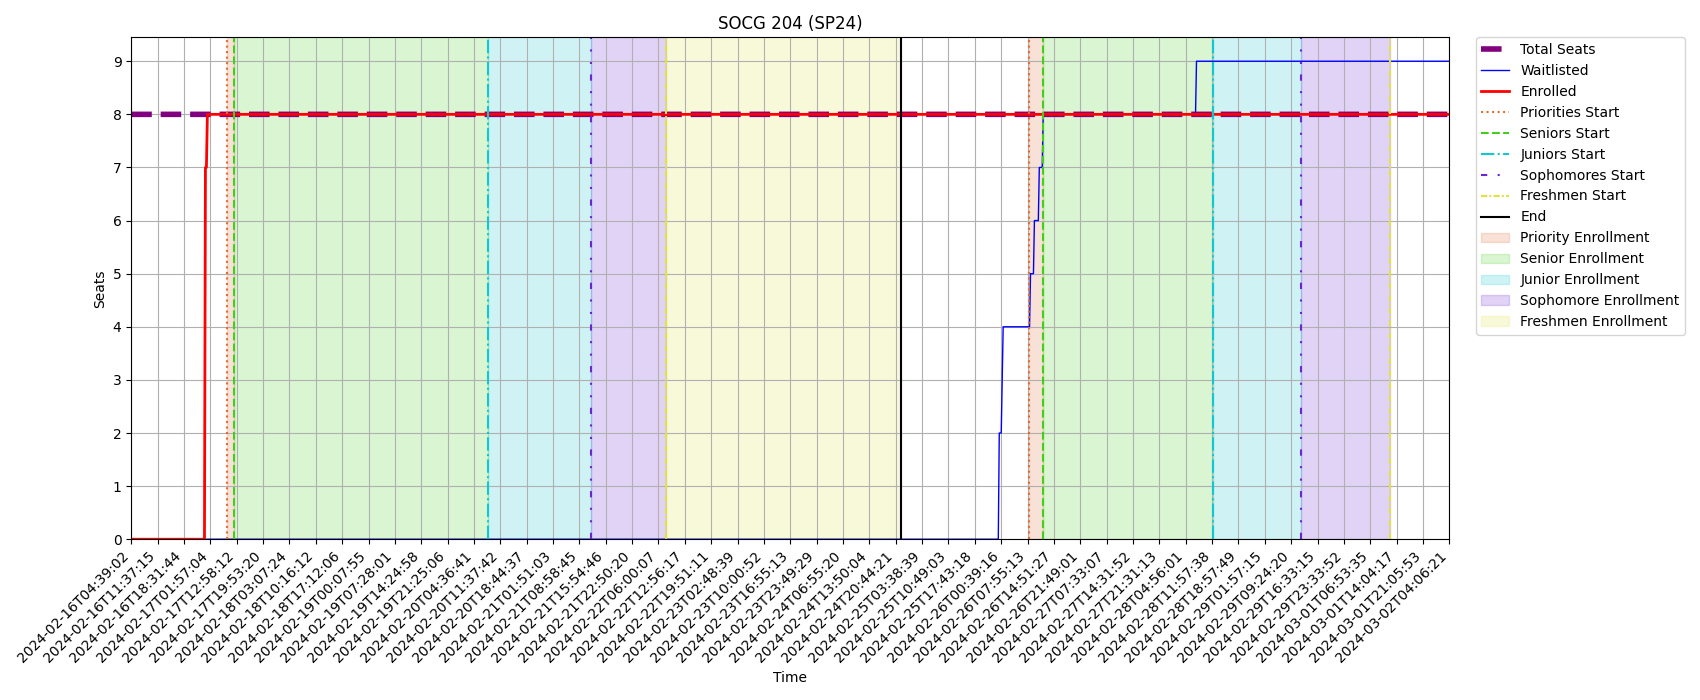 SOCG 204 (SP24)
Seats
9
8
7
6
5
4
3
2
1
0
2024-02-16T04:39:02
2024-02-16T11:37:15
2024-02-16T18:31:44
2024-02-17T01:57:04
2024-02-17T12:58:12
2024-02-17T19:53:20
2024-02-18T03:07:24
2024-02-18T10:16:12
2024-02-18T17:12:06
2024-02-19T00:07:55
2024-02-19T07:28:01
2024-02-19T14:24:58
2024-02-19T21:25:06
2024-02-20T04:36:41
2024-02-20T11:37:42
2024-02-20T18:44:37
2024-02-21T01:51:03
2024-02-21T08:58:45
2024-02-21T15:54:46
2024-02-21T22:50:20
2024-02-22T06:00:07
2024-02-22T12:56:17
2024-02-22T19:51:11
2024-02-23T02:48:39
2024-02-23T10:00:52
2024-02-23T16:55:13
2024-02-23T23:49:29
2024-02-24T06:55:20
2024-02-24T13:50:04
2024-02-24T20:44:21
2024-02-25T03:38:39
2024-02-25T10:49:03
2024-02-25T17:43:18
2024-02-26T00:39:16
2024-02-26T07:55:13
2024-02-26T14:51:27
2024-02-26T21:49:01
2024-02-27T07:33:07
2024-02-27T14:31:52
2024-02-27T21:31:13
2024-02-28T04:56:01
2024-02-28T11:57:38
2024-02-28T18:57:49
2024-02-29T01:57:15
2024-02-29T09:24:20
2024-02-29T16:33:15
2024-02-29T23:33:52
2024-03-01T06:53:35
2024-03-01T14:04:17
2024-03-01T21:05:53
2024-03-02T04:06:21
Time
Total Seats
Waitlisted
Enrolled
Priorities Start
Seniors Start
Juniors Start
Sophomores Start
Freshmen Start
End
Priority Enrollment
Senior Enrollment
Junior Enrollment
Sophomore Enrollment
Freshmen Enrollment